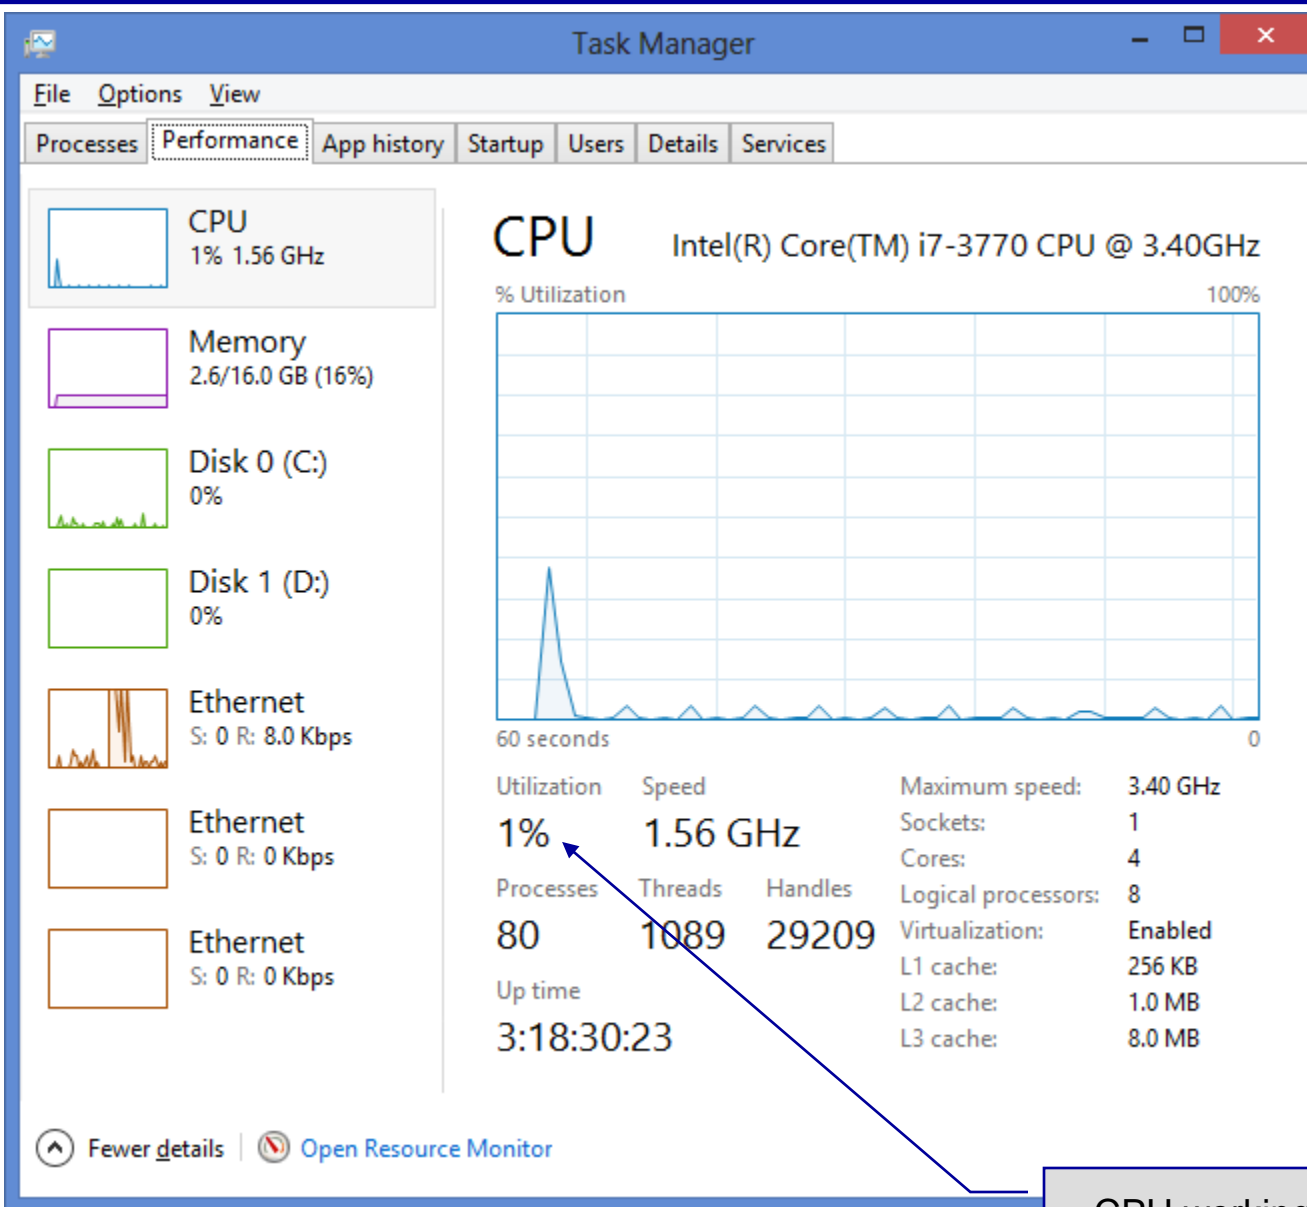 Task Manager
File Options View
Processes Performance App history Startup Users Details Services
CPU
1% 1.56 GHz
Memory
2.6/16.0 GB (16%)
Disk 0 (C:)
0%
Disk 1 (D:)
0%
Ethernet
S: 0 R: 8.0 Kbps
Ethernet
S: 0 R: 0 Kbps
Ethernet
S: 0 R: 0 Kbps
CPU Intel(R) Core(TM) i7-3770 CPU @ 3.40GHz
% Utilization 100%
60 seconds 0
Utilization Speed
1% 1.56 GHz
Processes Threads Handles
80 1089 29209
Up time
3:18:30:23
Maximum speed: 3.40 GHz
Sockets: 1
Cores: 4
Logical processors: 8
Virtualization: Enabled
L1 cache: 256 KB
L2 cache: 1.0 MB
L3 cache: 8.0 MB
Fewer details Open Resource Monitor